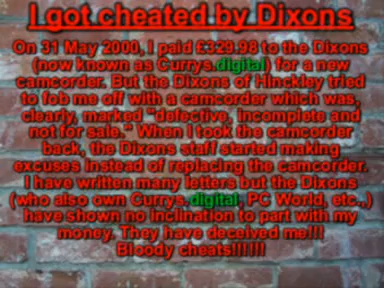 I got cheated by Dixons
On 31 May 2000, I paid £329.98 to the Dixons
(now known as Currys.digital) for a new
camcorder. But the Dixons of Hinckley tried
to fob me off with a camcorder which was,
clearly, marked "defective, incomplete and
not for sale." When I took the camcorder
back, the Dixons staff started making
excuses instead of replacing the camcorder.
I have written many letters but the Dixons
(who also own Currys.digital, PC World, etc.,)
have shown no inclination to part with my
money. They have deceived me!!!
Bloody cheats!!!!!!